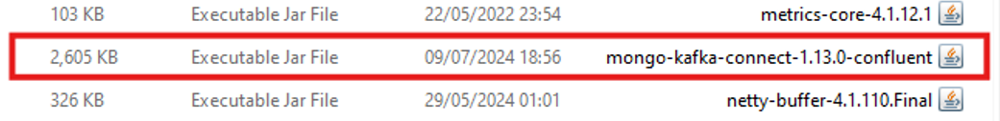 103 KB Executable Jar File 22/05/2022 23:54 metrics-core-4.1.12.1
2,605 KB Executable Jar File 09/07/2024 18:56 mongo-kafka-connect-1.13.0-confluent
326 KB Executable Jar File 29/05/2024 01:01 netty-buffer-4.1.110.Final